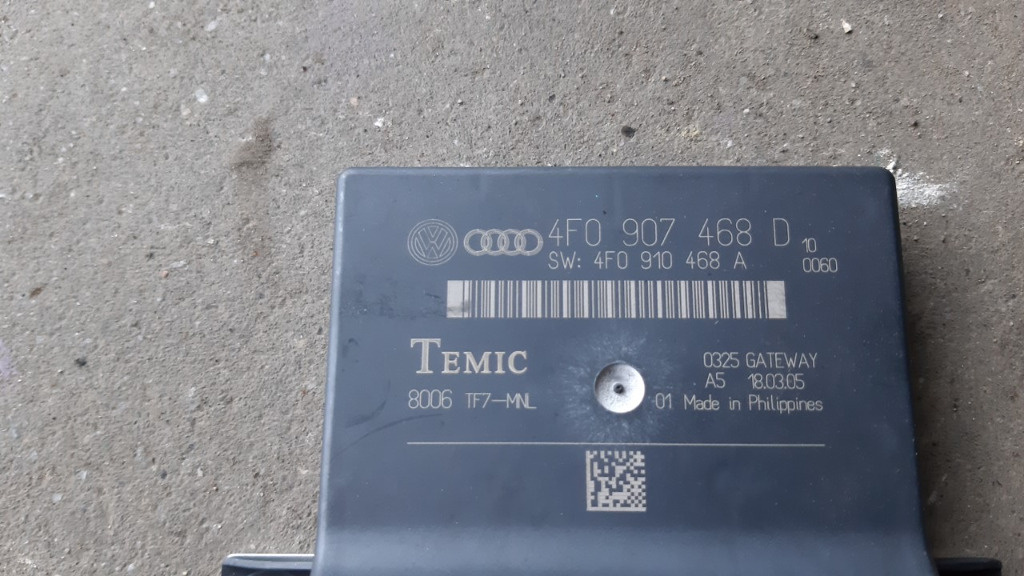 4F0 907 468 D 10
SW: 4F0 910 468 A 0060
TEMIC
0325 GATEWAY
A5 18.03.05
8006 TF7-MNL
01 Made in Philippines